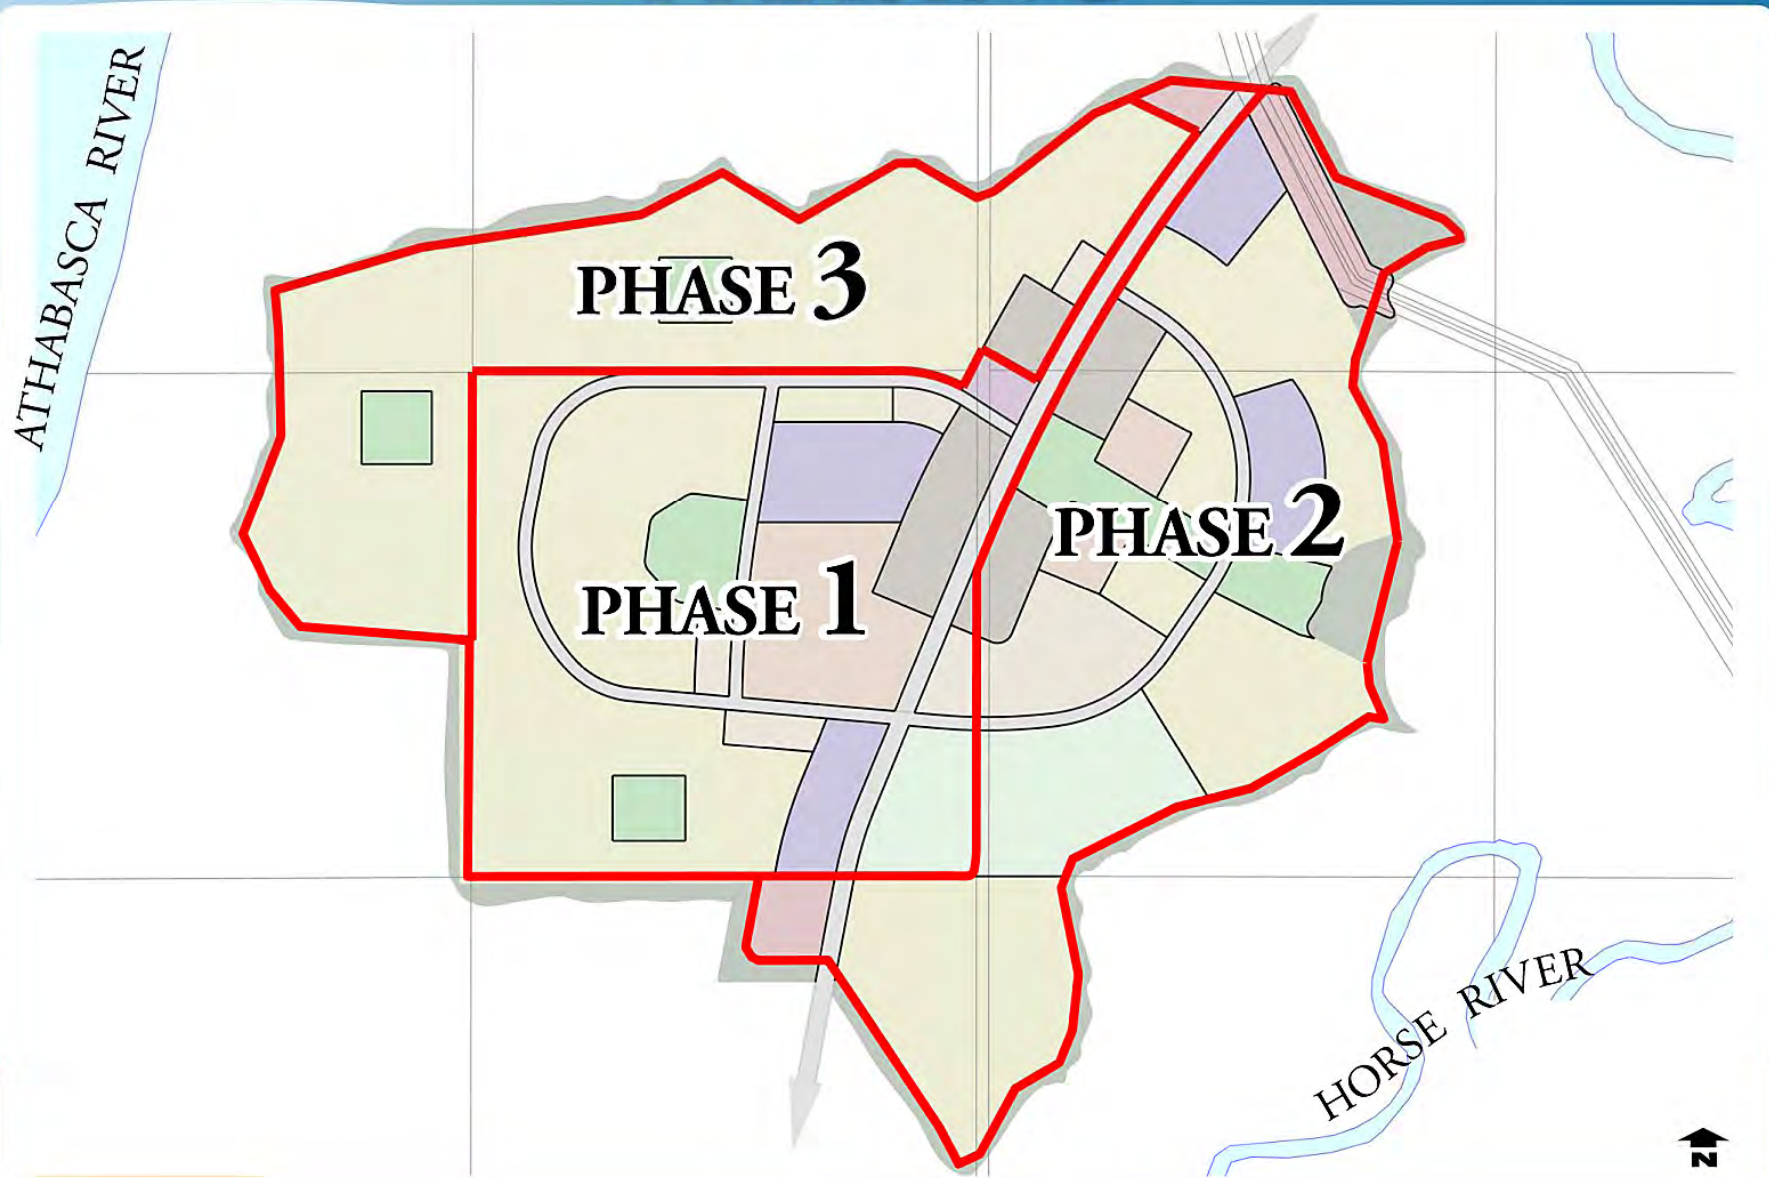 ATHABASCA RIVER
PHASE 3
PHASE 2
PHASE 1
HORSE RIVER
N